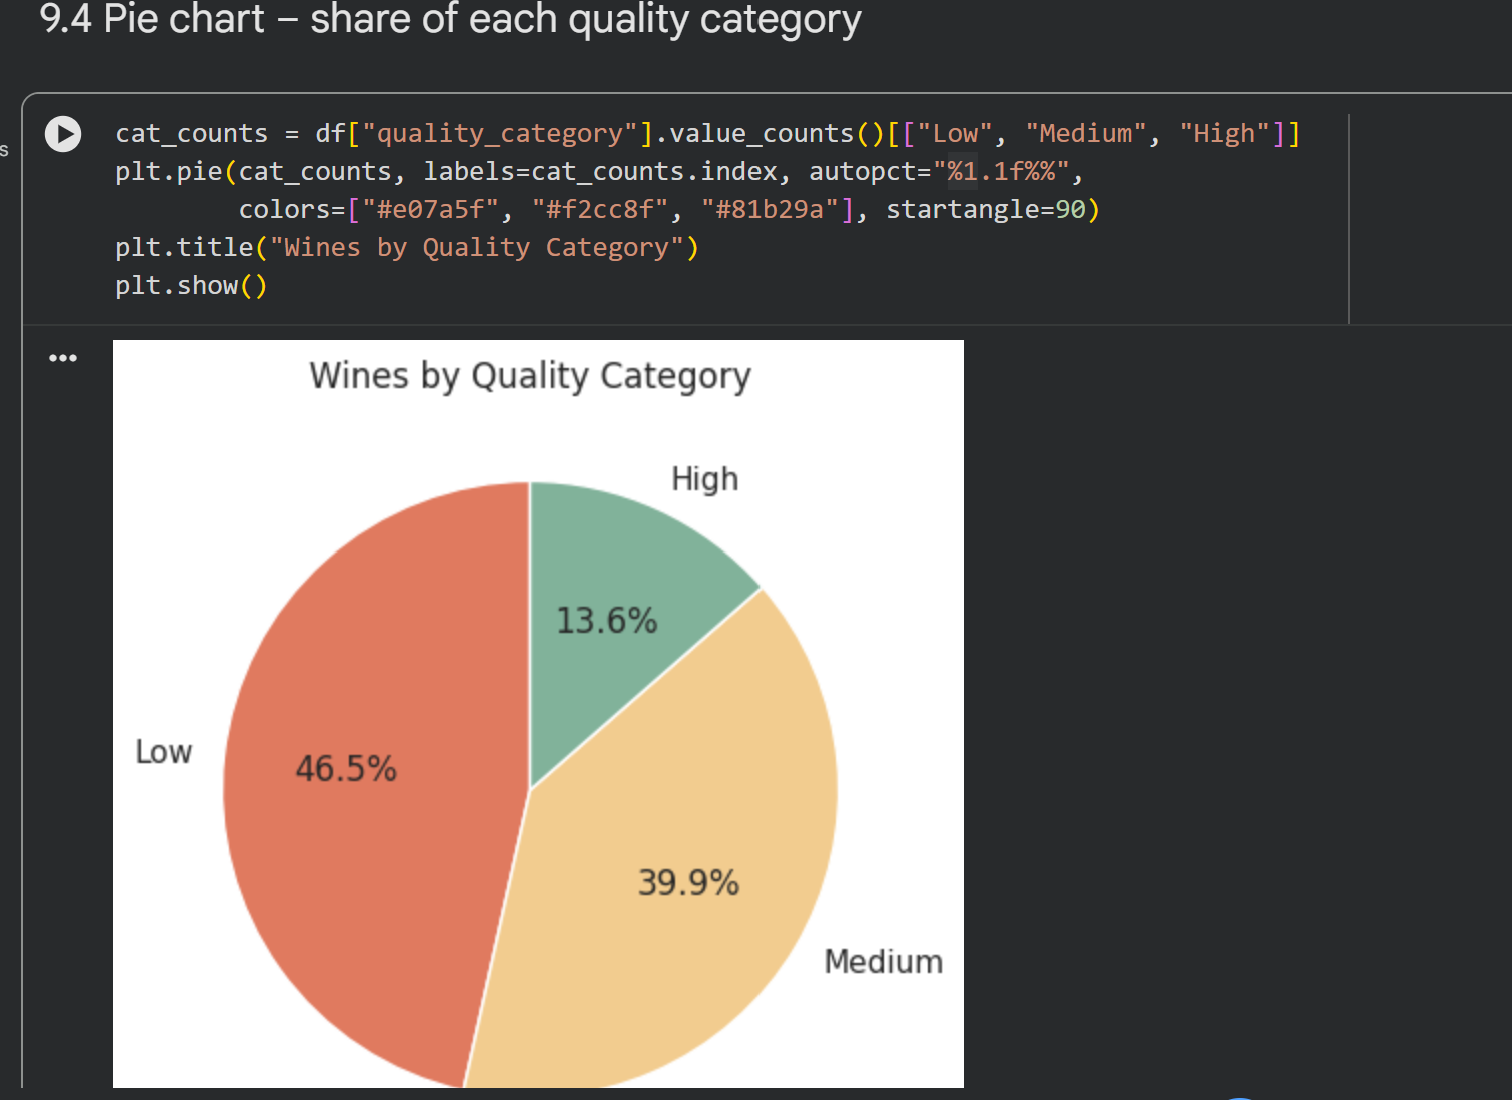 9.4 Pie chart – share of each quality category
s
cat_counts = df["quality_category"].value_counts()[["Low", "Medium", "High"]]
plt.pie(cat_counts, labels=cat_counts.index, autopct="%1.1f%%",
colors=["#e07a5f", "#f2cc8f", "#81b29a"], startangle=90)
plt.title("Wines by Quality Category")
plt.show()
Wines by Quality Category
High
13.6%
Low
46.5%
39.9%
Medium